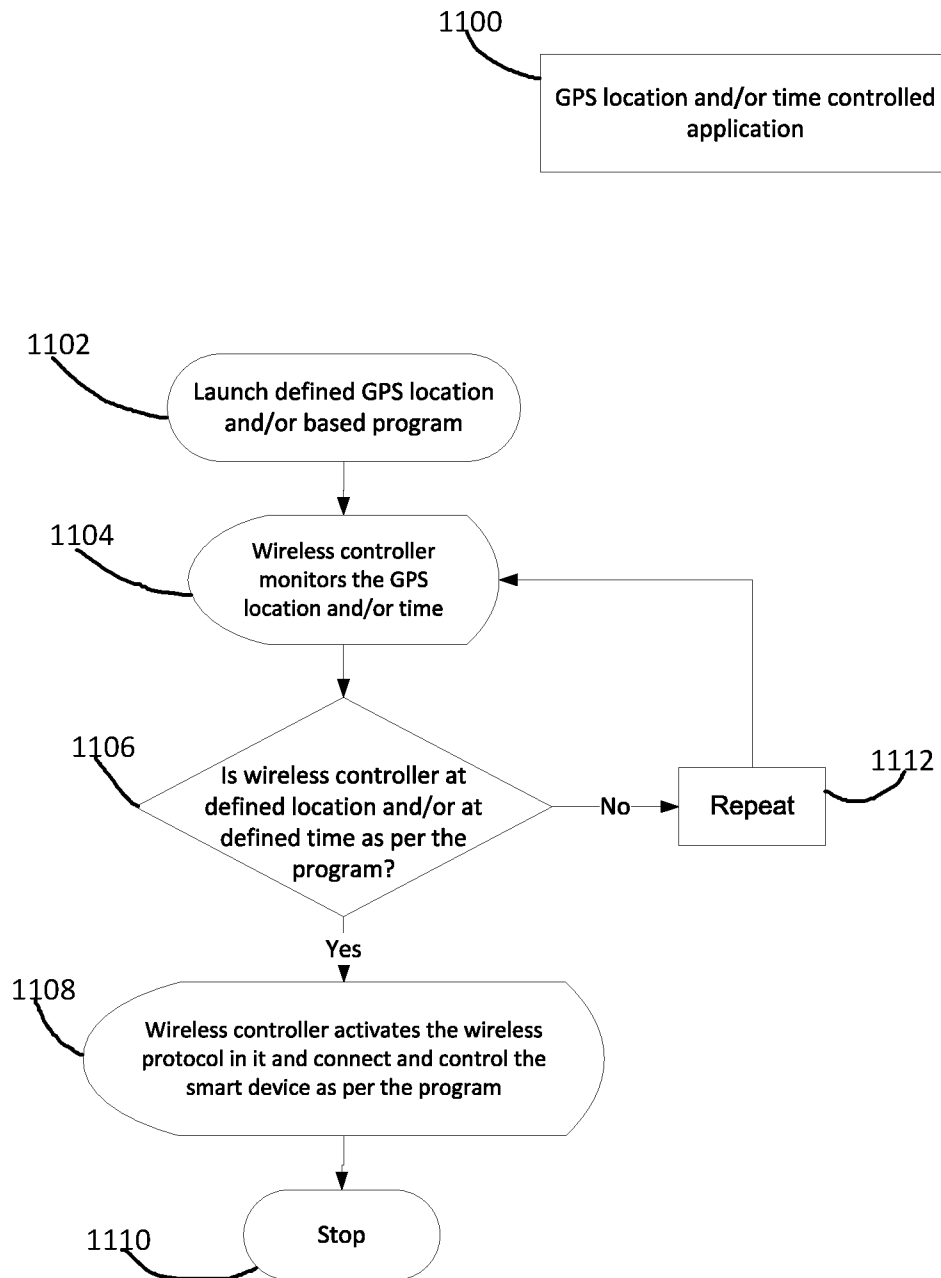 1100
GPS location and/or time controlled
application
1102
Launch defined GPS location
and/or based program
1104
Wireless controller
monitors the GPS
location and/or time
1106
Is wireless controller at
defined location and/or at
defined time as per the
program?
No
Repeat
1112
Yes
1108
Wireless controller activates the wireless
protocol in it and connect and control the
smart device as per the program
Stop
1110